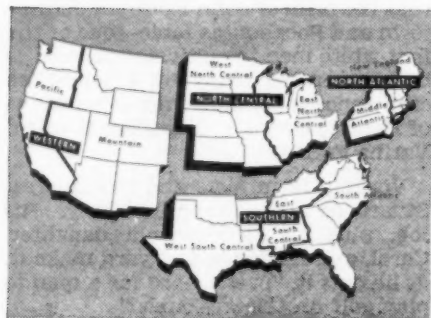 New England
West
North Central
NORTH ATLANTIC
Pacific
NORTH CENTRAL
East
North
Central
Middle
Atlantic
WESTERN
Mountain
East
South Atlantic
SOUTHERN
South
Central
West South Central